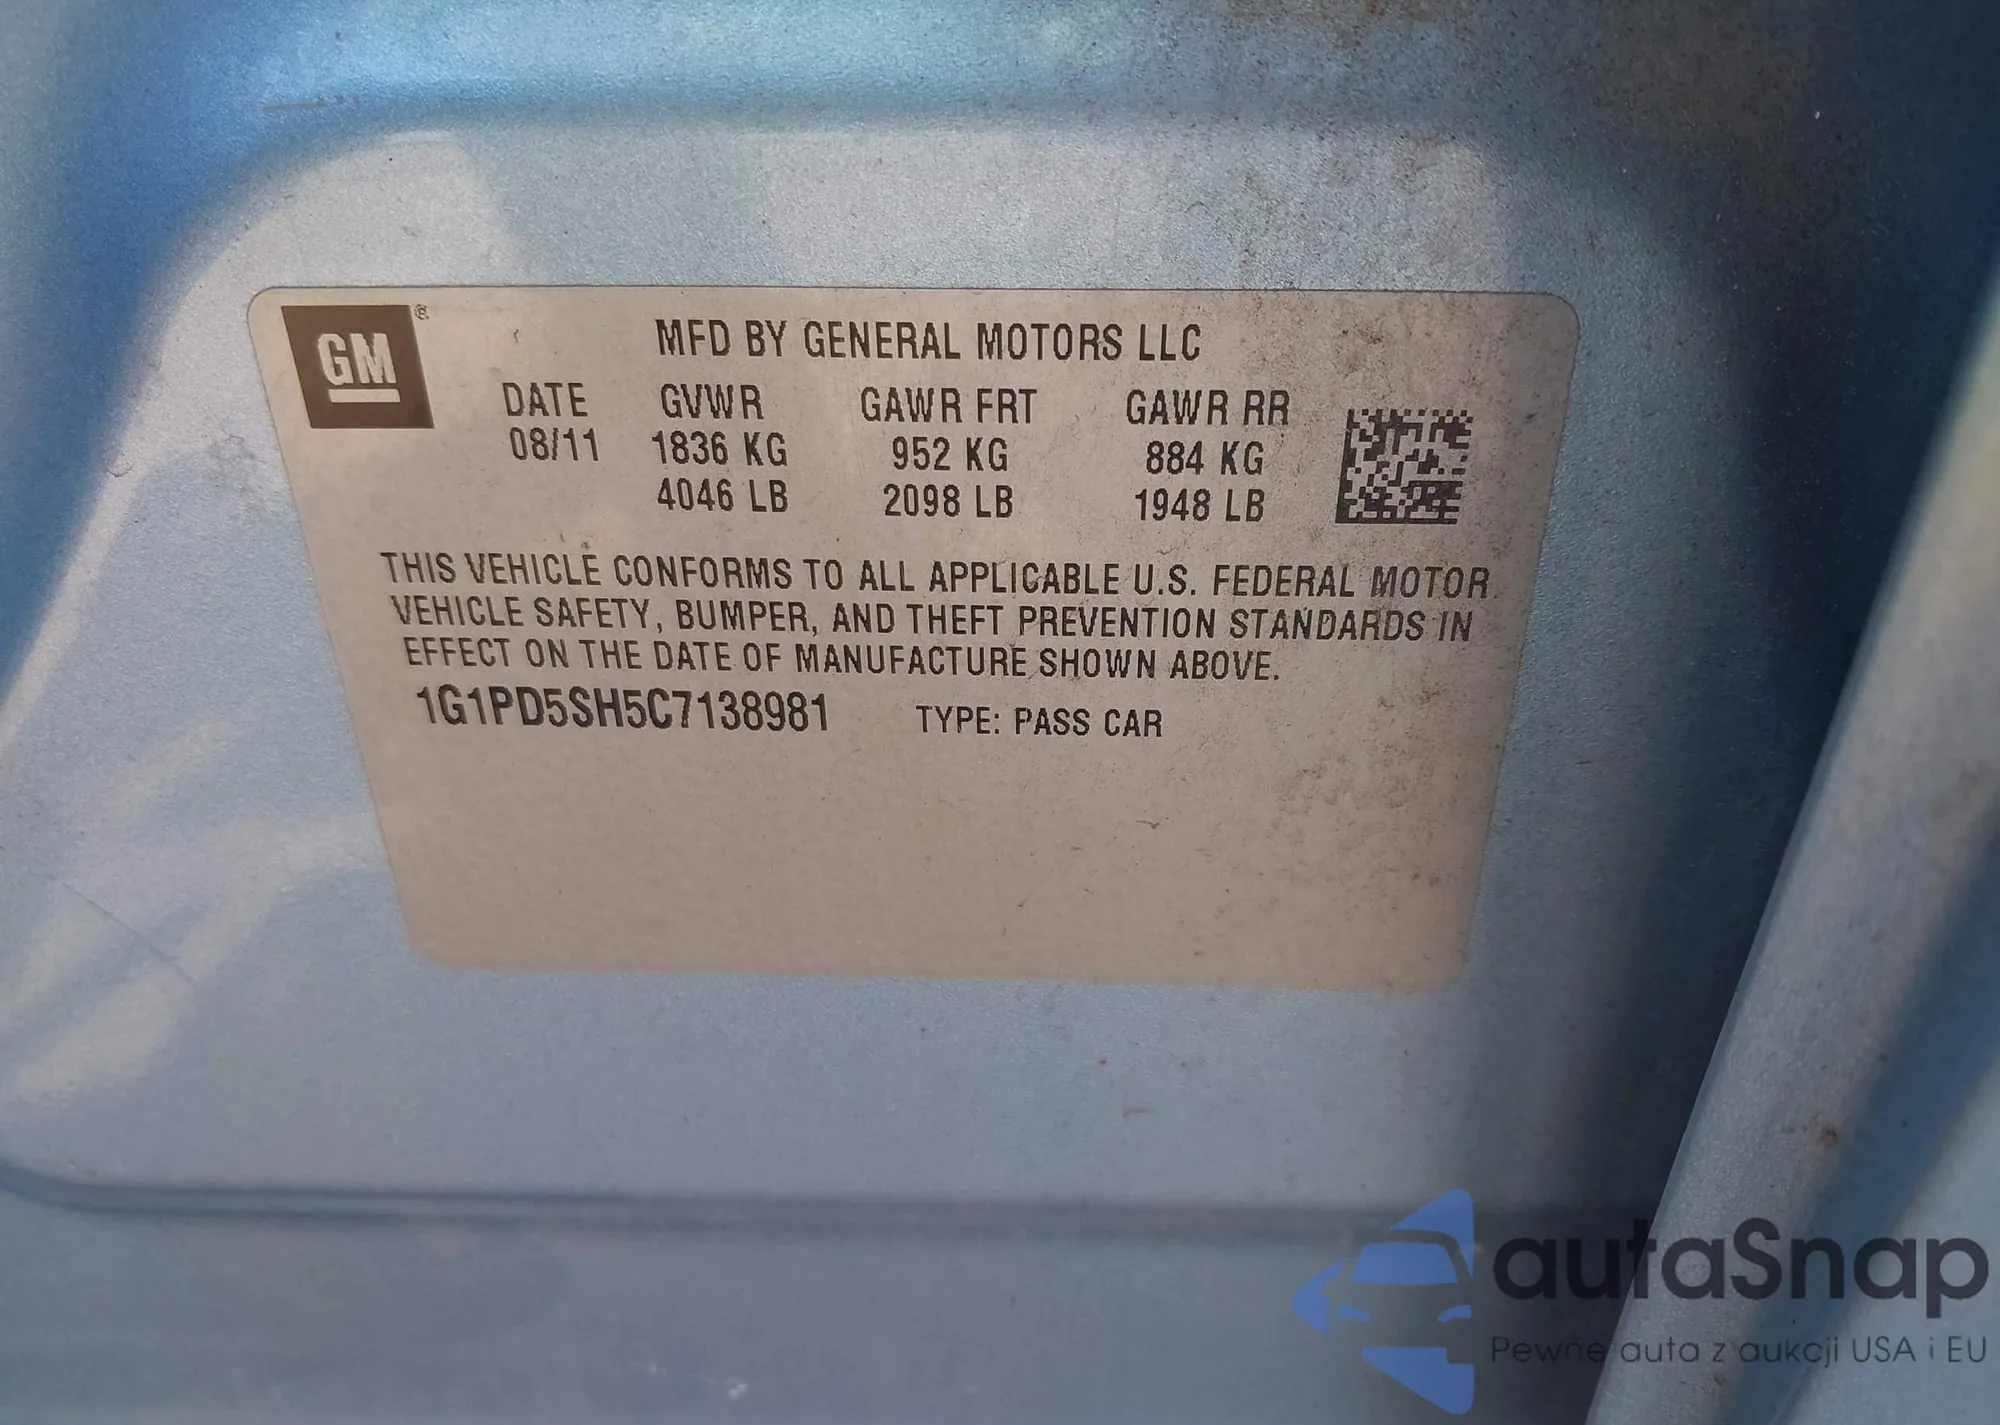 GM ®
MFD BY GENERAL MOTORS LLC
DATE GVWR GAWR FRT GAWR RR
08/11 1836 KG 952 KG 884 KG
4046 LB 2098 LB 1948 LB
THIS VEHICLE CONFORMS TO ALL APPLICABLE U.S. FEDERAL MOTOR
VEHICLE SAFETY, BUMPER, AND THEFT PREVENTION STANDARDS IN
EFFECT ON THE DATE OF MANUFACTURE SHOWN ABOVE.
1G1PD5SH5C7138981 TYPE: PASS CAR
autaSnap
Pewne auta z aukcji USA i EU